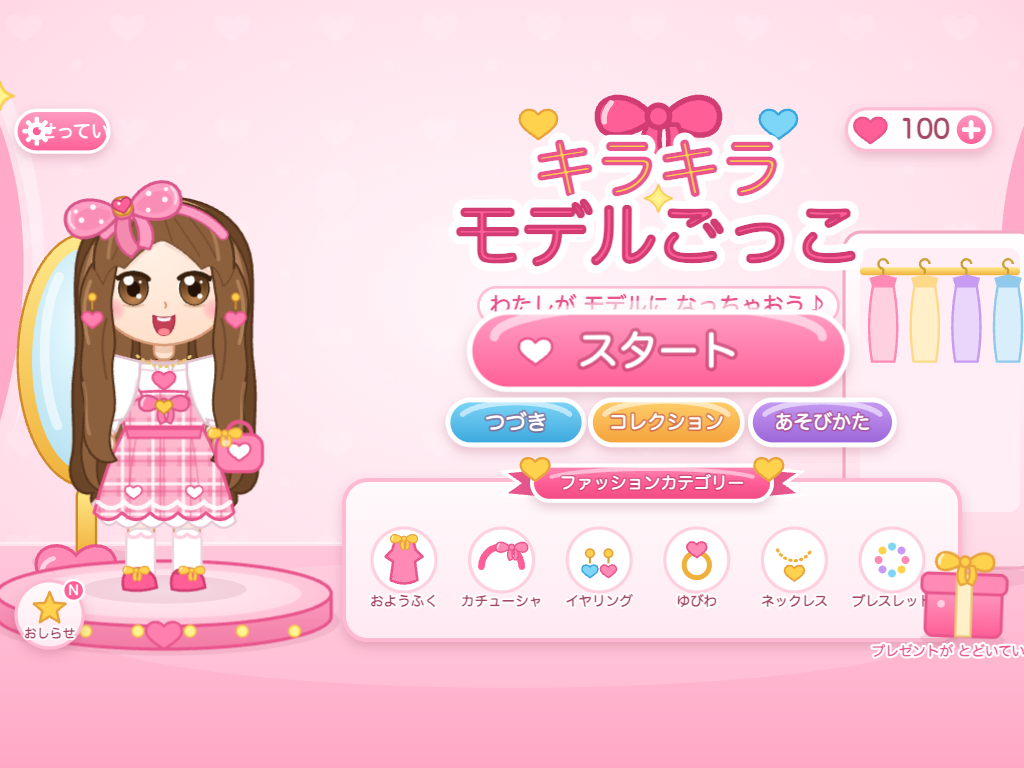 キラキラ
モデルごっこ
100
わたしが モデルに なっちゃおう♪
スタート
つづき
コレクション
あそびかた
ファッションカテゴリー
おようふく
カチューシャ
イヤリング
ゆびわ
ネックレス
ブレスレット
N
おしらせ
プレゼントが とどいてい